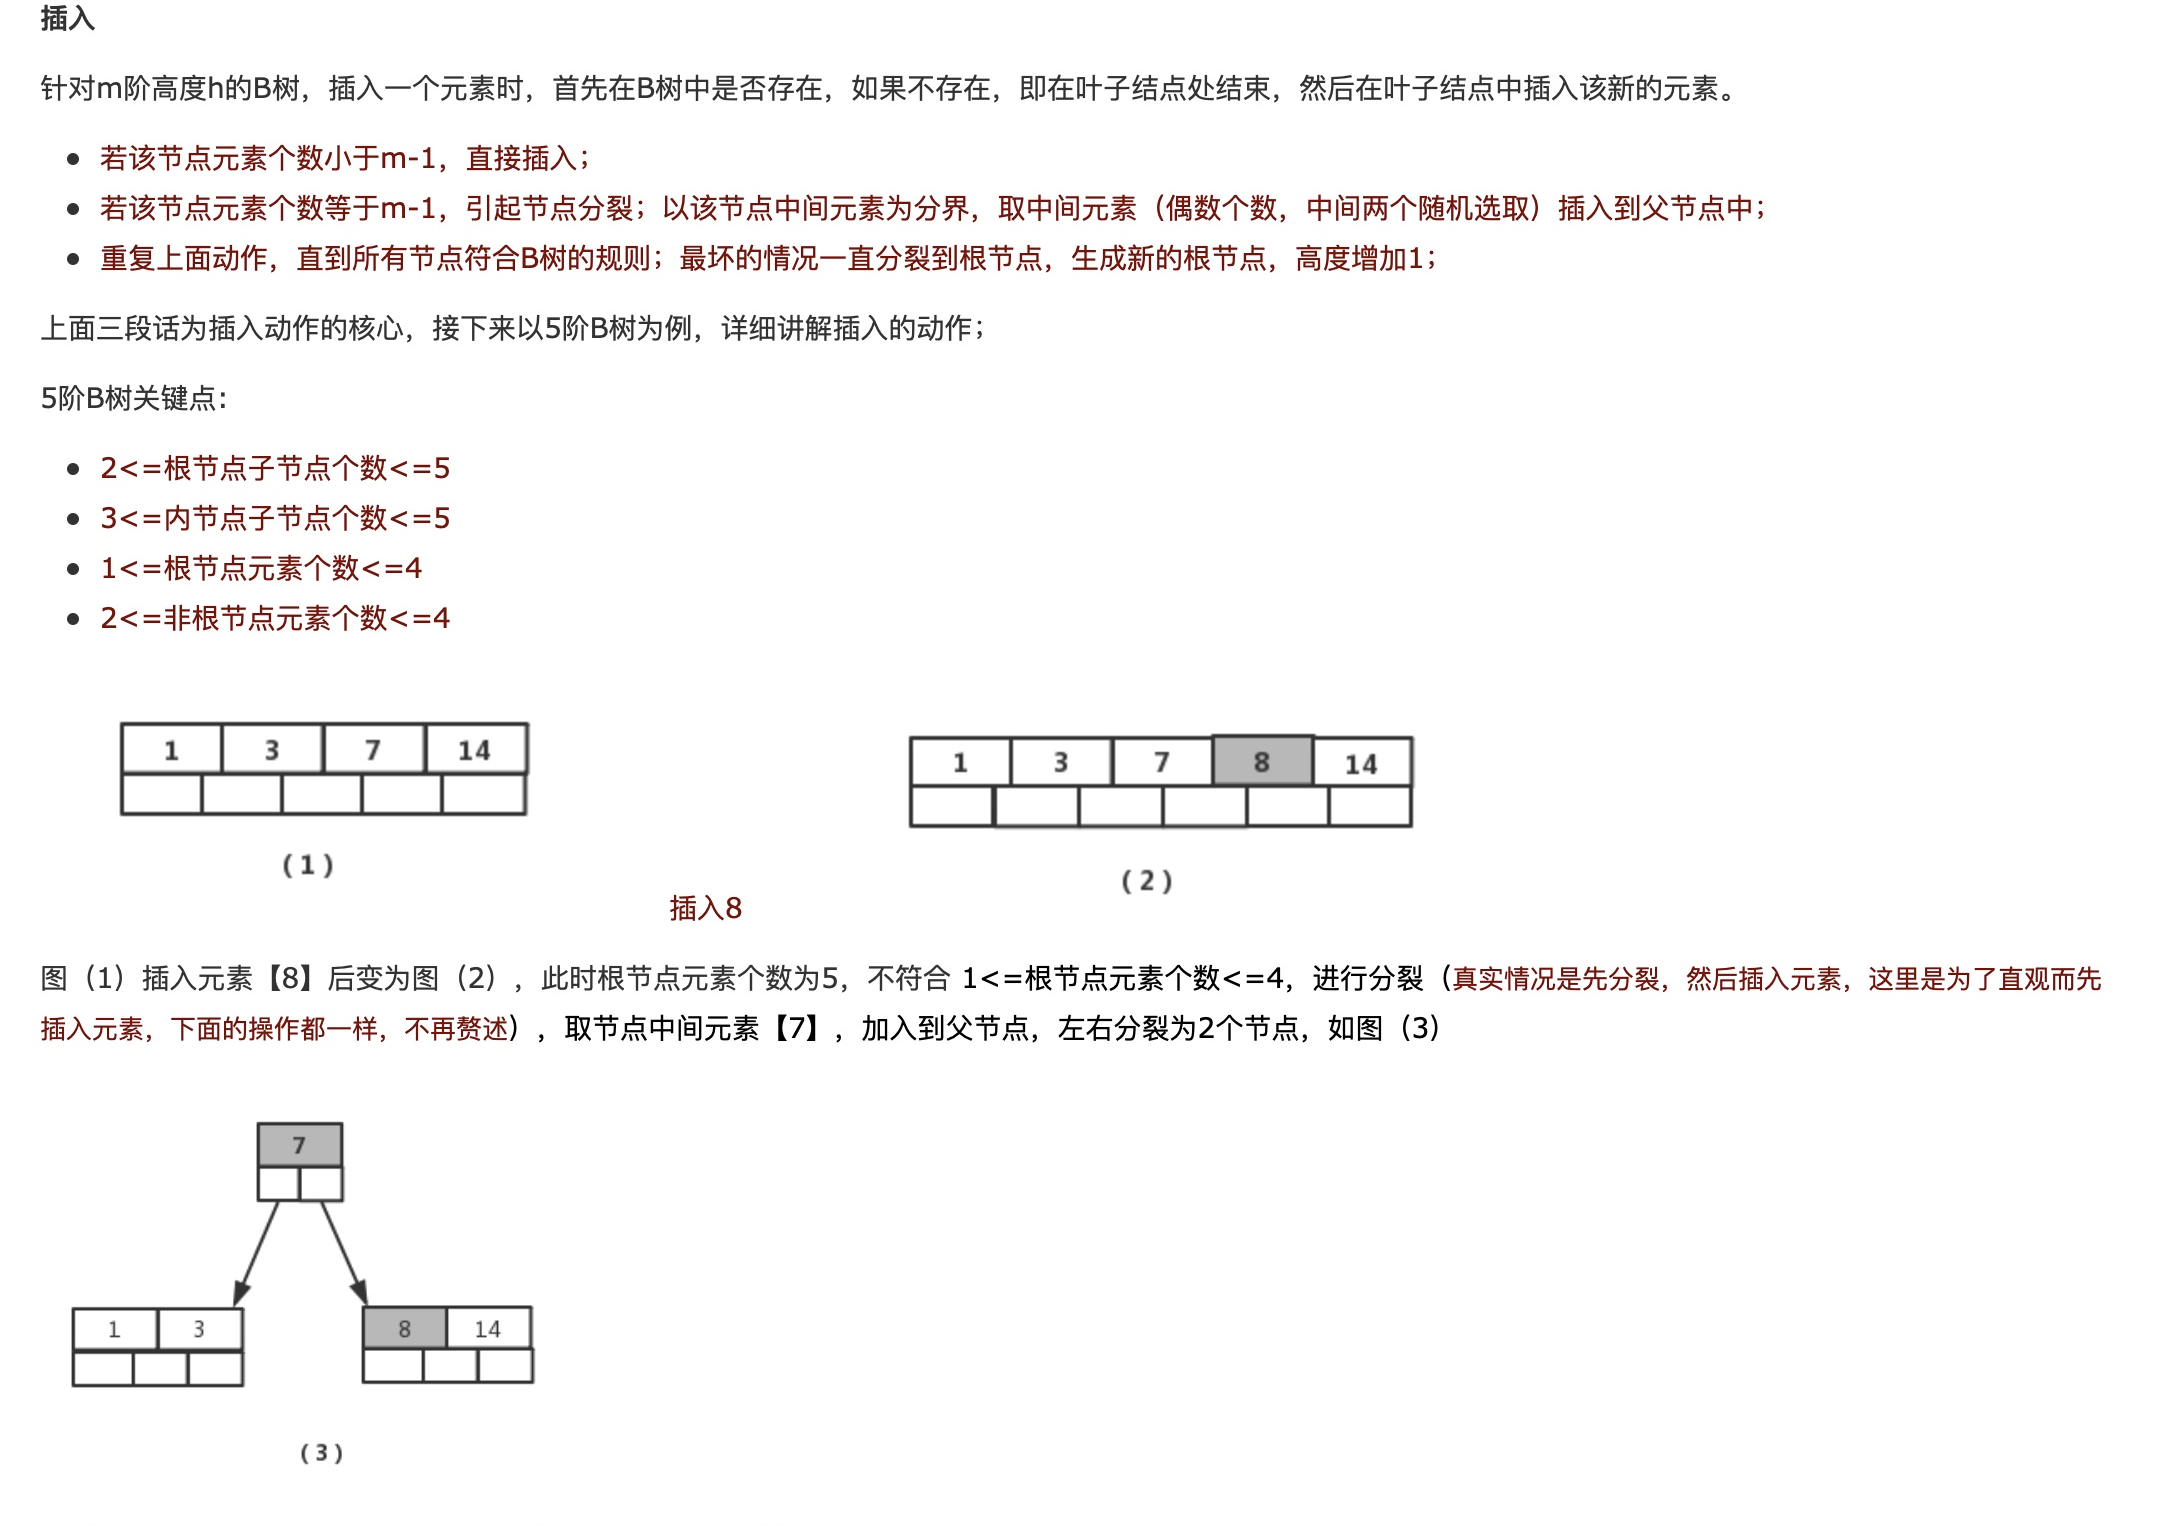 插入
针对m阶高度h的B树，插入一个元素时，首先在B树中是否存在，如果不存在，即在叶子结点处结束，然后在叶子结点中插入该新的元素。
若该节点元素个数小于m-1，直接插入；
若该节点元素个数等于m-1，引起节点分裂；以该节点中间元素为分界，取中间元素（偶数个数，中间两个随机选取）插入到父节点中；
重复上面动作，直到所有节点符合B树的规则；最坏的情况一直分裂到根节点，生成新的根节点，高度增加1；
上面三段话为插入动作的核心，接下来以5阶B树为例，详细讲解插入的动作；
5阶B树关键点:
2<=根节点子节点个数<=5
3<=内节点子节点个数<=5
1<=根节点元素个数<=4
2<=非根节点元素个数<=4
1 3 7 14
1 3 7 8 14
(1)
(2)
插入8
图（1）插入元素【8】后变为图（2），此时根节点元素个数为5，不符合 1<=根节点元素个数<=4，进行分裂（真实情况是先分裂，然后插入元素，这里是为了直观而先
插入元素，下面的操作都一样，不再赘述），取节点中间元素【7】，加入到父节点，左右分裂为2个节点，如图（3）
7
1 3
8 14
(3)